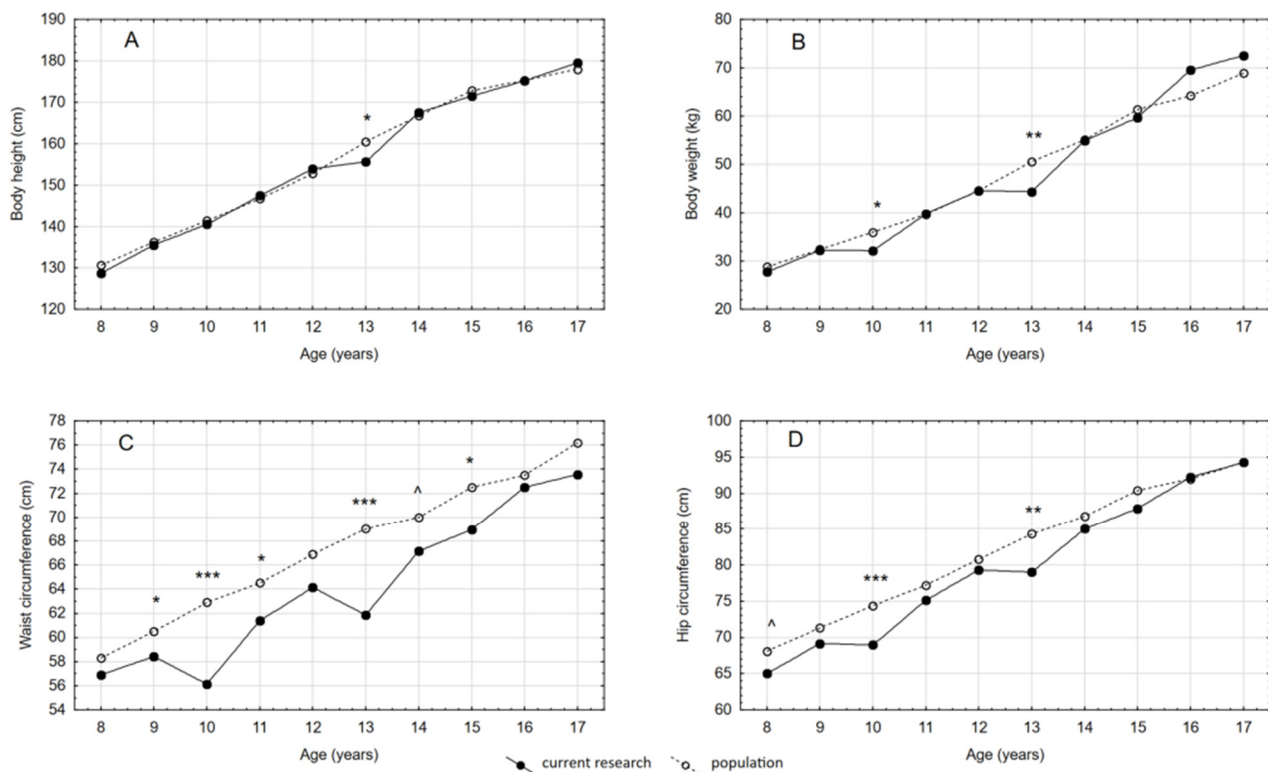 A
Body height (cm)
190
180
170
160
150
140
130
120
*
8 9 10 11 12 13 14 15 16 17
Age (years)
B
Body weight (kg)
80
70
60
50
40
30
20
*
**
8 9 10 11 12 13 14 15 16 17
Age (years)
C
Waist circumference (cm)
78
76
74
72
70
68
66
64
62
60
58
56
54
*
***
*
***
^
*
8 9 10 11 12 13 14 15 16 17
Age (years)
D
Hip circumference (cm)
100
95
90
85
80
75
70
65
60
^
***
**
8 9 10 11 12 13 14 15 16 17
Age (years)
current research
population